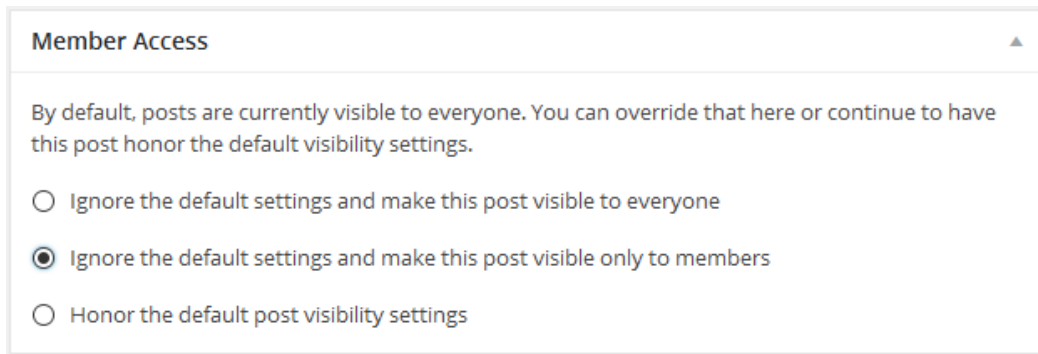 Member Access
By default, posts are currently visible to everyone. You can override that here or continue to have
this post honor the default visibility settings.
Ignore the default settings and make this post visible to everyone
Ignore the default settings and make this post visible only to members
Honor the default post visibility settings